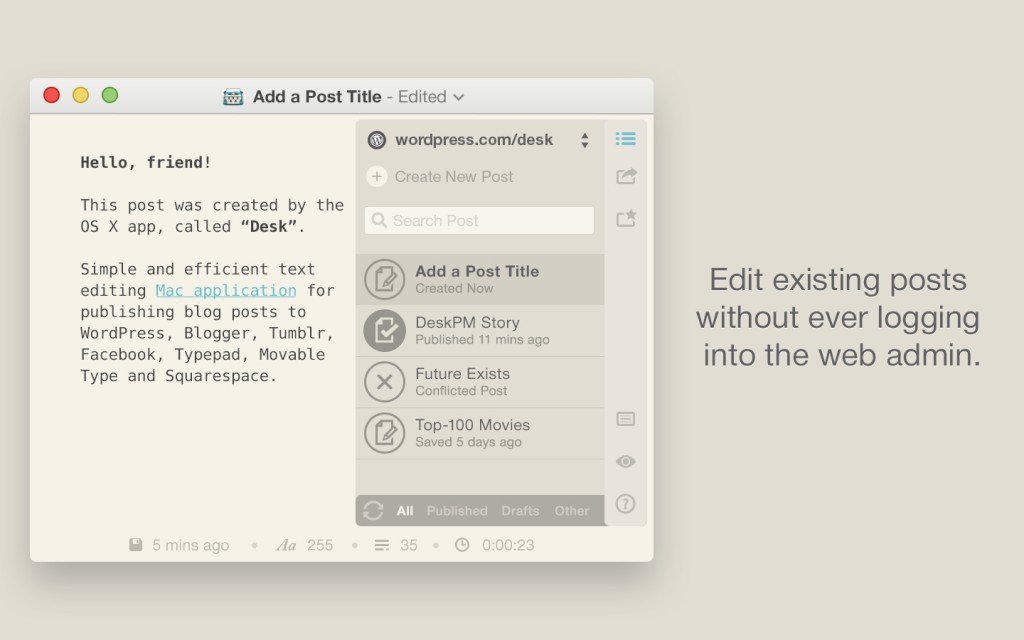 Add a Post Title - Edited
Hello, friend!
This post was created by the
OS X app, called “Desk”.
Simple and efficient text
editing Mac application for
publishing blog posts to
WordPress, Blogger, Tumblr,
Facebook, Typepad, Movable
Type and Squarespace.
wordpress.com/desk
Create New Post
Search Post
Add a Post Title
Created Now
DeskPM Story
Published 11 mins ago
Future Exists
Conflicted Post
Top-100 Movies
Saved 5 days ago
All Published Drafts Other
5 mins ago • Aa 255 • 35 • 0:00:23
Edit existing posts
without ever logging
into the web admin.